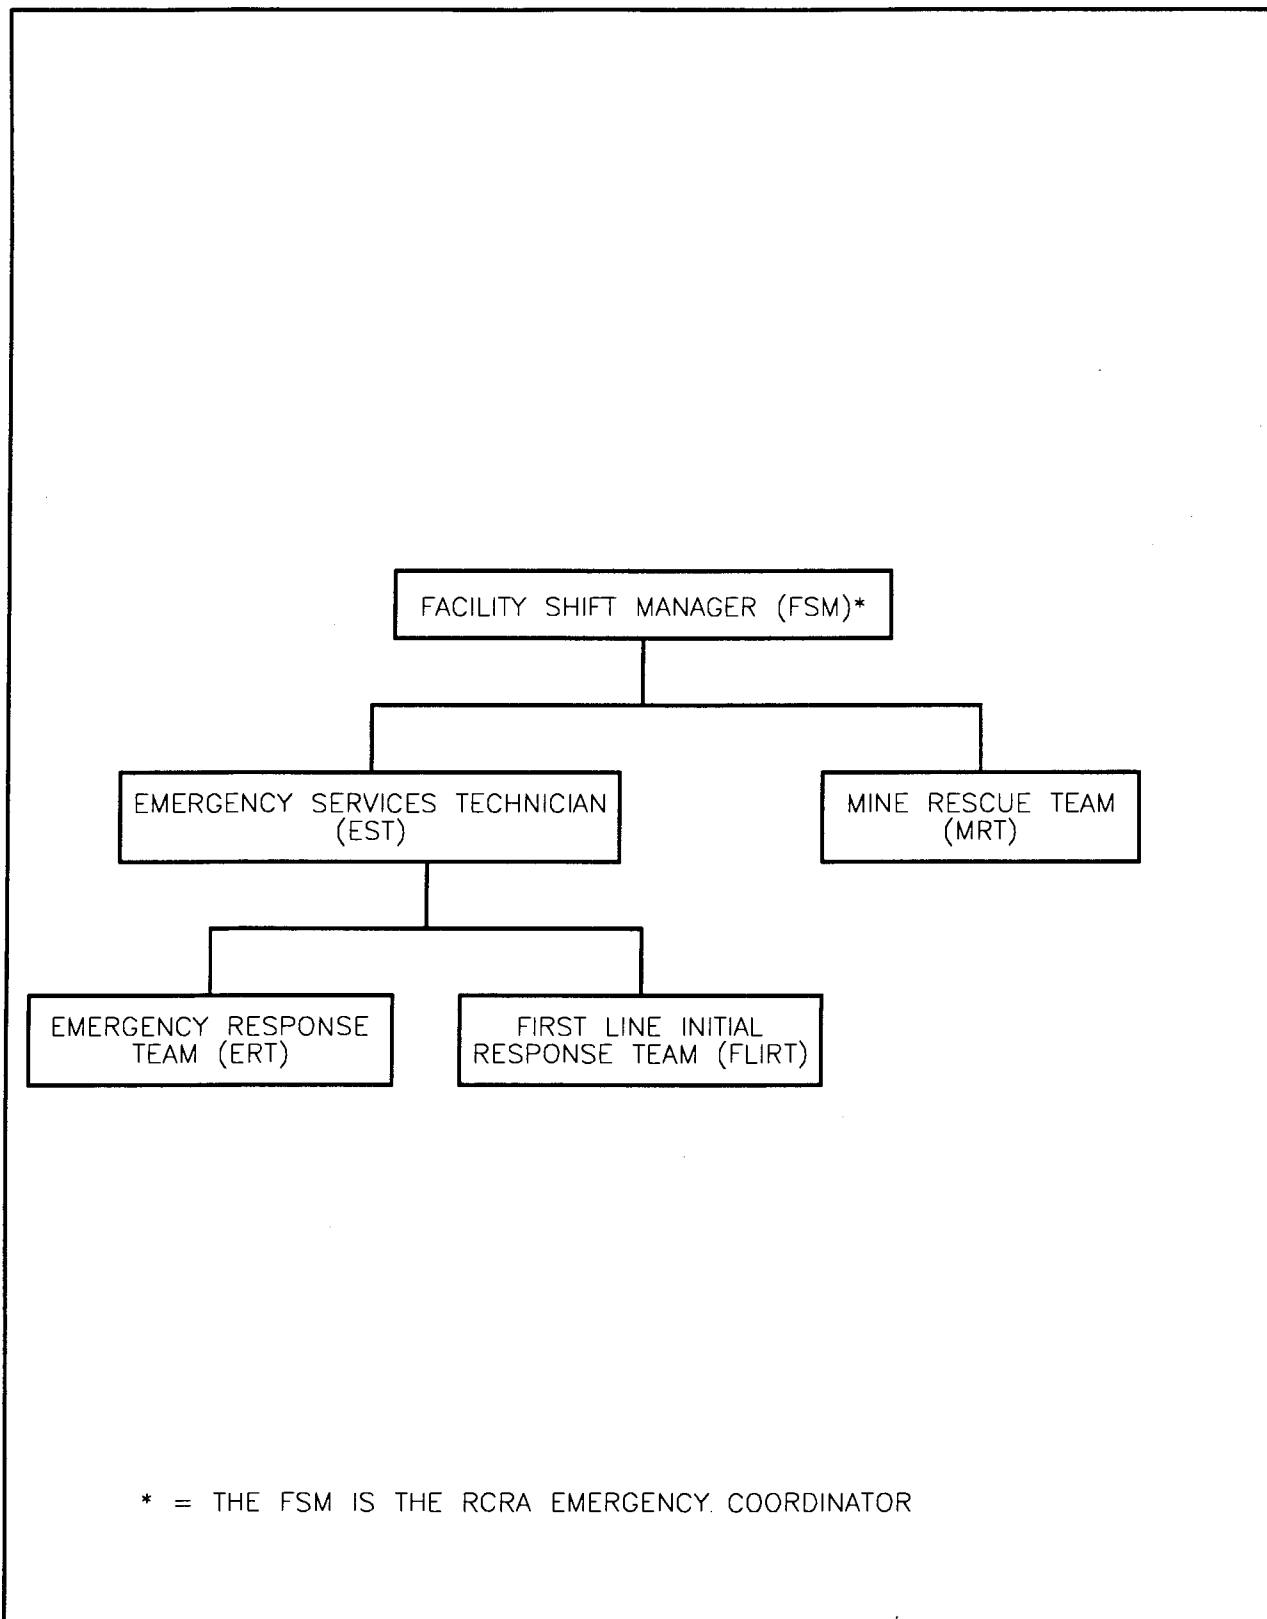 FACILITY SHIFT MANAGER (FSM)*
EMERGENCY SERVICES TECHNICIAN
(EST)
MINE RESCUE TEAM
(MRT)
EMERGENCY RESPONSE
TEAM (ERT)
FIRST LINE INITIAL
RESPONSE TEAM (FLIRT)
* = THE FSM IS THE RCRA EMERGENCY COORDINATOR